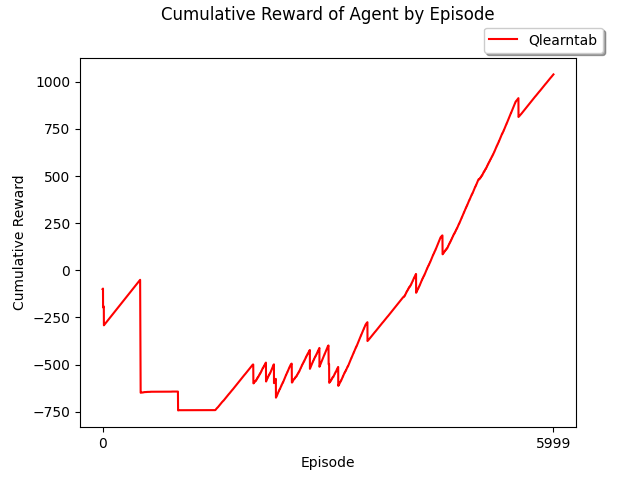 Cumulative Reward of Agent by Episode
Qlearntab
1000
750
500
250
0
−250
−500
−750
Cumulative Reward
0
5999
Episode